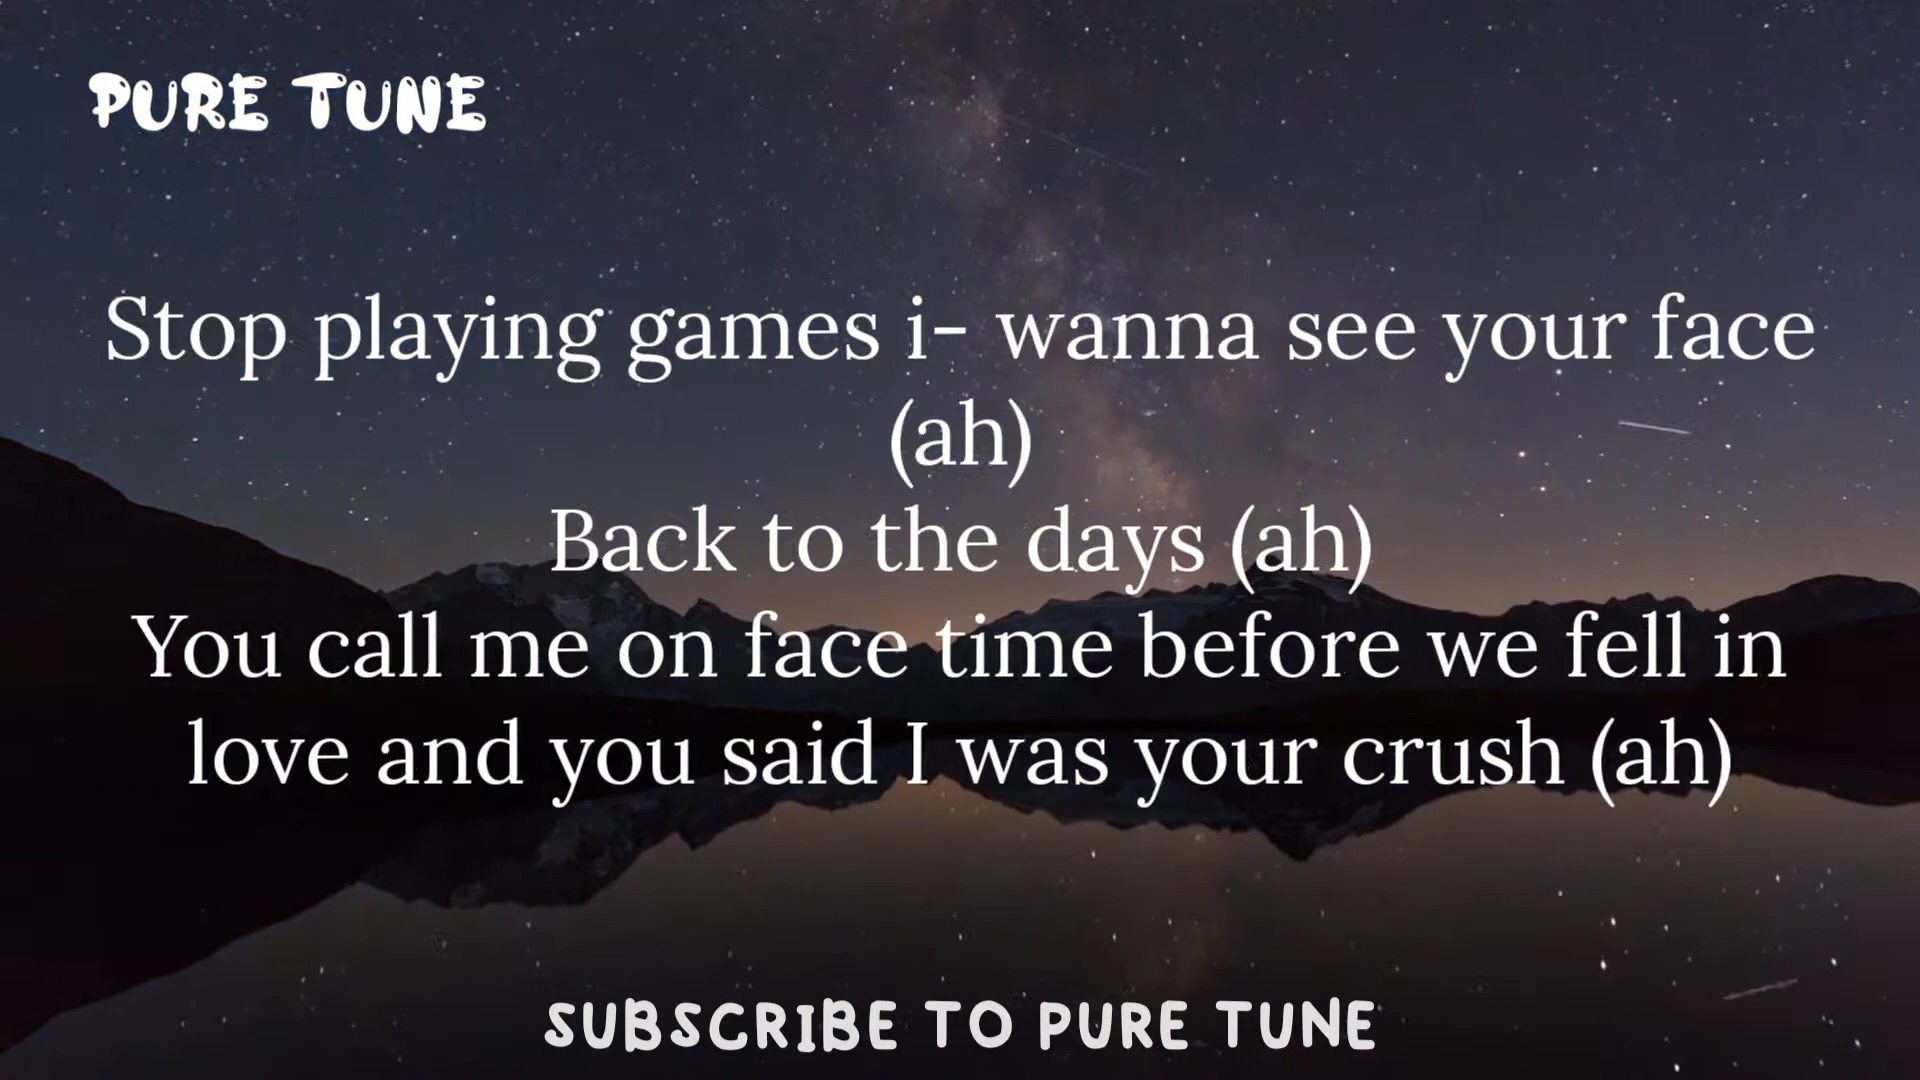 PURE TUNE
Stop playing games i- wanna see your face
(ah)
Back to the days (ah)
You call me on face time before we fell in
love and you said I was your crush (ah)
SUBSCRIBE TO PURE TUNE